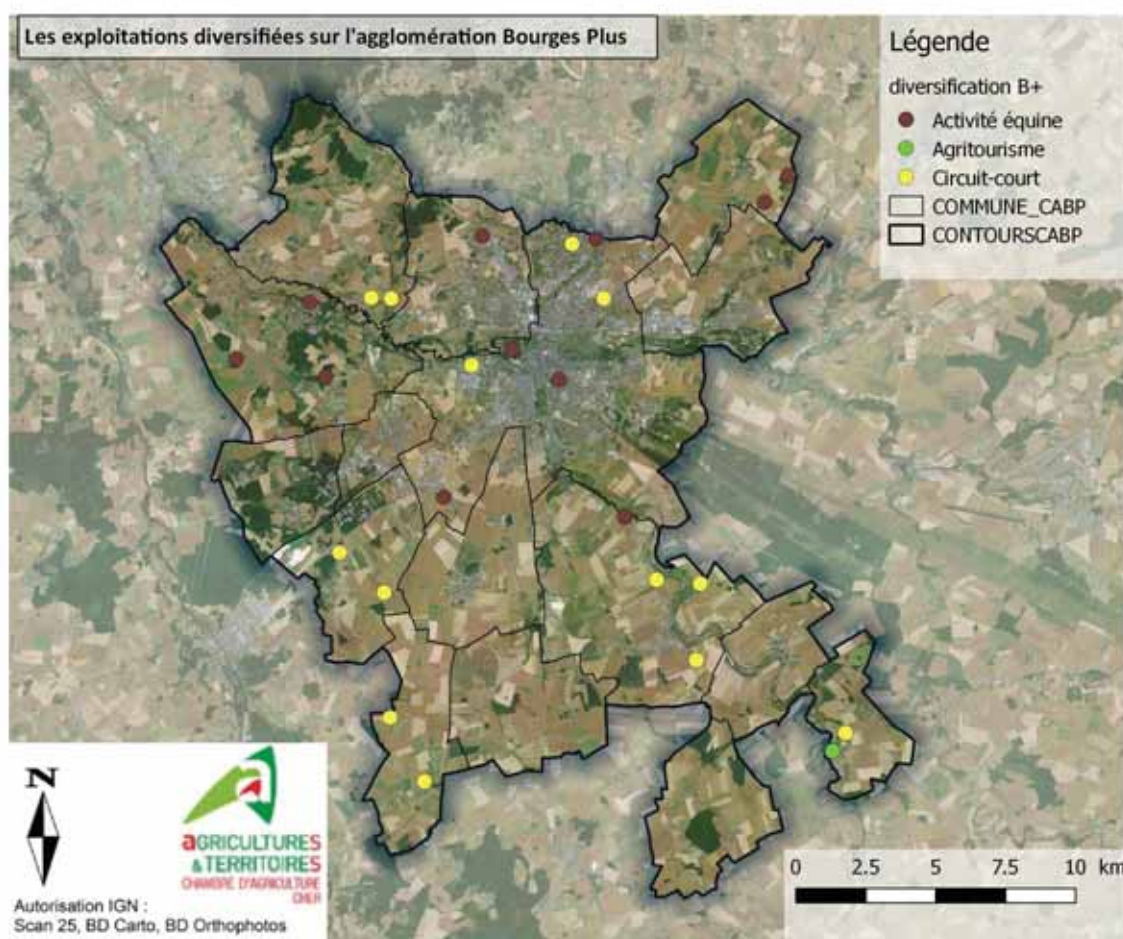 Les exploitations diversifiées sur l'agglomération Bourges Plus
Légende
diversification B+
Activité équine
Agritourisme
Circuit-court
COMMUNE_CABP
CONTOURSCABP
N
aGRICULTURES
& TERRITOIRES
CHAMBRE D'AGRICULTURE
CHER
Autorisation IGN :
Scan 25, BD Carto, BD Orthophotos
0 2.5 5 7.5 10 km